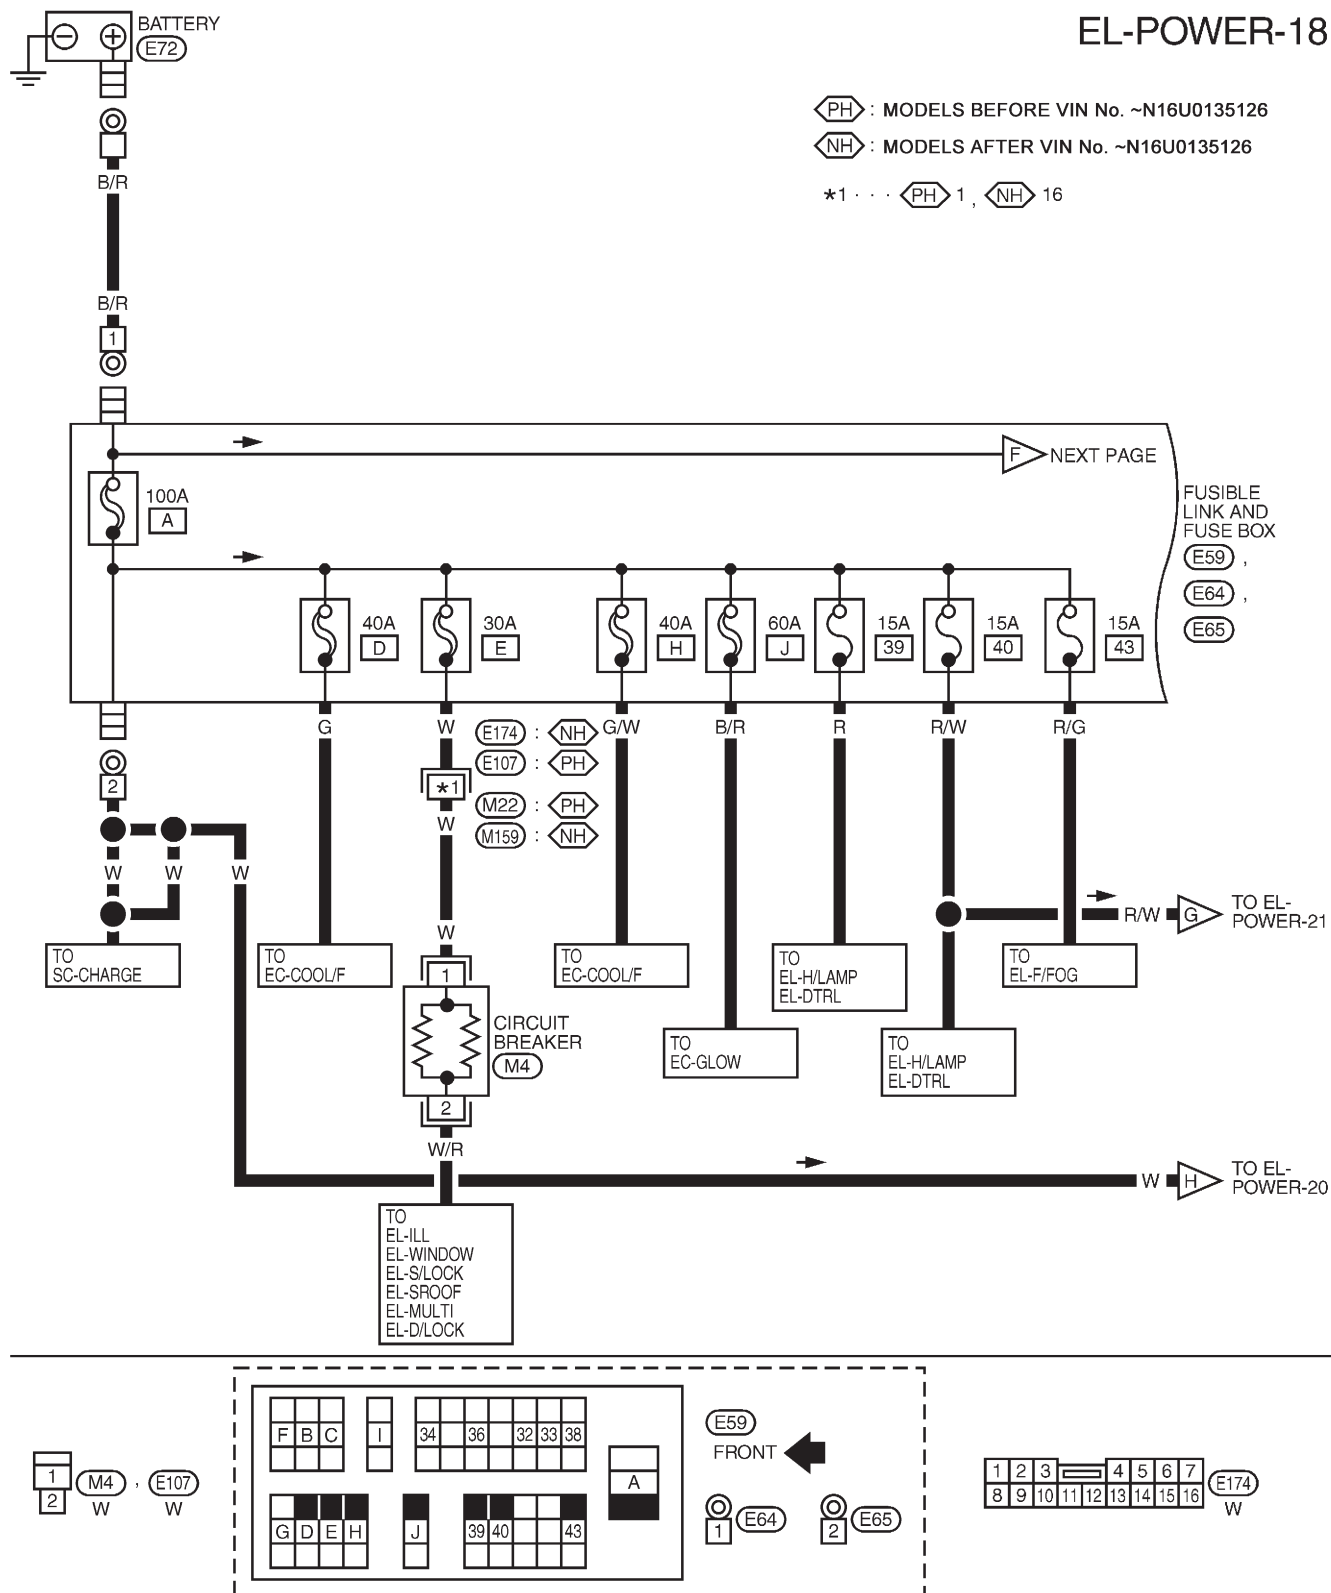 EL-POWER-18
BATTERY
E72
PH : MODELS BEFORE VIN No. ~N16U0135126
NH : MODELS AFTER VIN No. ~N16U0135126
*1 · · · PH 1 , NH 16
B/R
B/R
1
F NEXT PAGE
100A
A
FUSIBLE
LINK AND
FUSE BOX
E59 ,
E64 ,
E65
40A
D
30A
E
40A
H
60A
J
15A
39
15A
40
15A
43
G
W
G/W
B/R
R
R/W
R/G
E174 : NH
E107 : PH
*1
M22 : PH
M159 : NH
2
W
W W W
W
R/W G TO EL-
POWER-21
TO
SC-CHARGE
TO
EC-COOL/F
TO
EC-COOL/F
TO
EL-H/LAMP
EL-DTRL
TO
EL-F/FOG
1
CIRCUIT
BREAKER
M4
2
TO
EC-GLOW
TO
EL-H/LAMP
EL-DTRL
W/R
W H TO EL-
POWER-20
TO
EL-ILL
EL-WINDOW
EL-S/LOCK
EL-SROOF
EL-MULTI
EL-D/LOCK
1
2
M4 , E107
W W
F B C I 34 36 32 33 38
A
G D E H J 39 40 43
E59
FRONT
1 E64
2 E65
1 2 3 4 5 6 7
8 9 10 11 12 13 14 15 16
E174
W